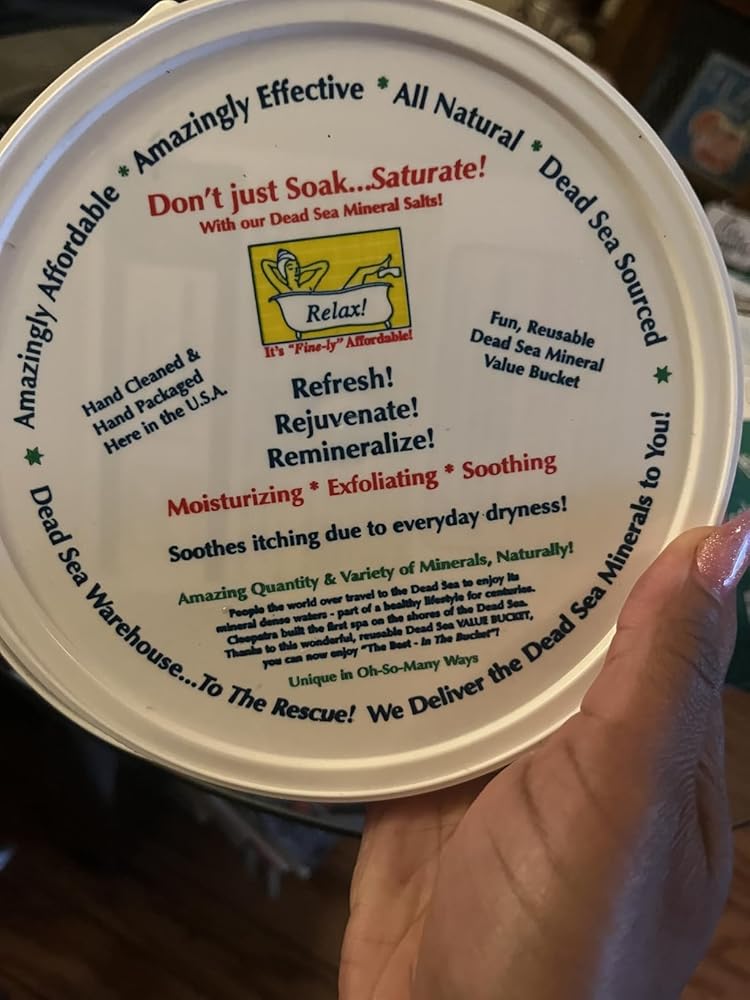 Amazingly Affordable * Amazingly Effective * All Natural * Dead Sea Sourced *
Don't just Soak...Saturate!
With our Dead Sea Mineral Salts!
Relax!
It's "Fine-ly" Affordable!
Hand Cleaned &
Hand Packaged
Here in the U.S.A.
Fun, Reusable
Dead Sea Mineral
Value Bucket
Refresh!
Rejuvenate!
Remineralize!
Moisturizing * Exfoliating * Soothing
Soothes itching due to everyday dryness!
Amazing Quantity & Variety of Minerals, Naturally!
People the world over travel to the Dead Sea to enjoy its
mineral dense waters - part of a healthy lifestyle for centuries.
Cleopatra built the first spa on the shores of the Dead Sea.
Thanks to this wonderful, reusable Dead Sea VALUE BUCKET,
you can now enjoy "The Best - In The Bucket"!
Unique in Oh-So-Many Ways
* Dead Sea Warehouse...To The Rescue! We Deliver the Dead Sea Minerals to You!